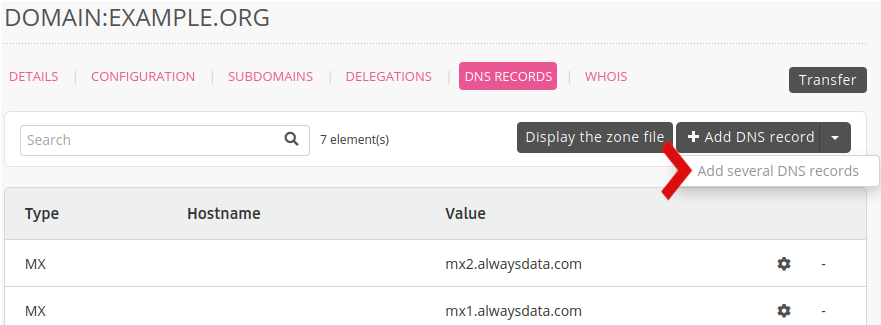 DOMAIN:EXAMPLE.ORG
DETAILS | CONFIGURATION | SUBDOMAINS | DELEGATIONS | DNS RECORDS | WHOIS
Transfer
Search 7 element(s) Display the zone file Add DNS record
Add several DNS records
Type Hostname Value
MX mx2.alwaysdata.com -
MX mx1.alwaysdata.com -